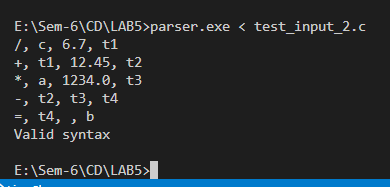 E:\Sem-6\CD\LAB5>parser.exe < test_input_2.c
/, c, 6.7, t1
+, t1, 12.45, t2
*, a, 1234.0, t3
-, t2, t3, t4
=, t4, , b
Valid syntax
E:\Sem-6\CD\LAB5>